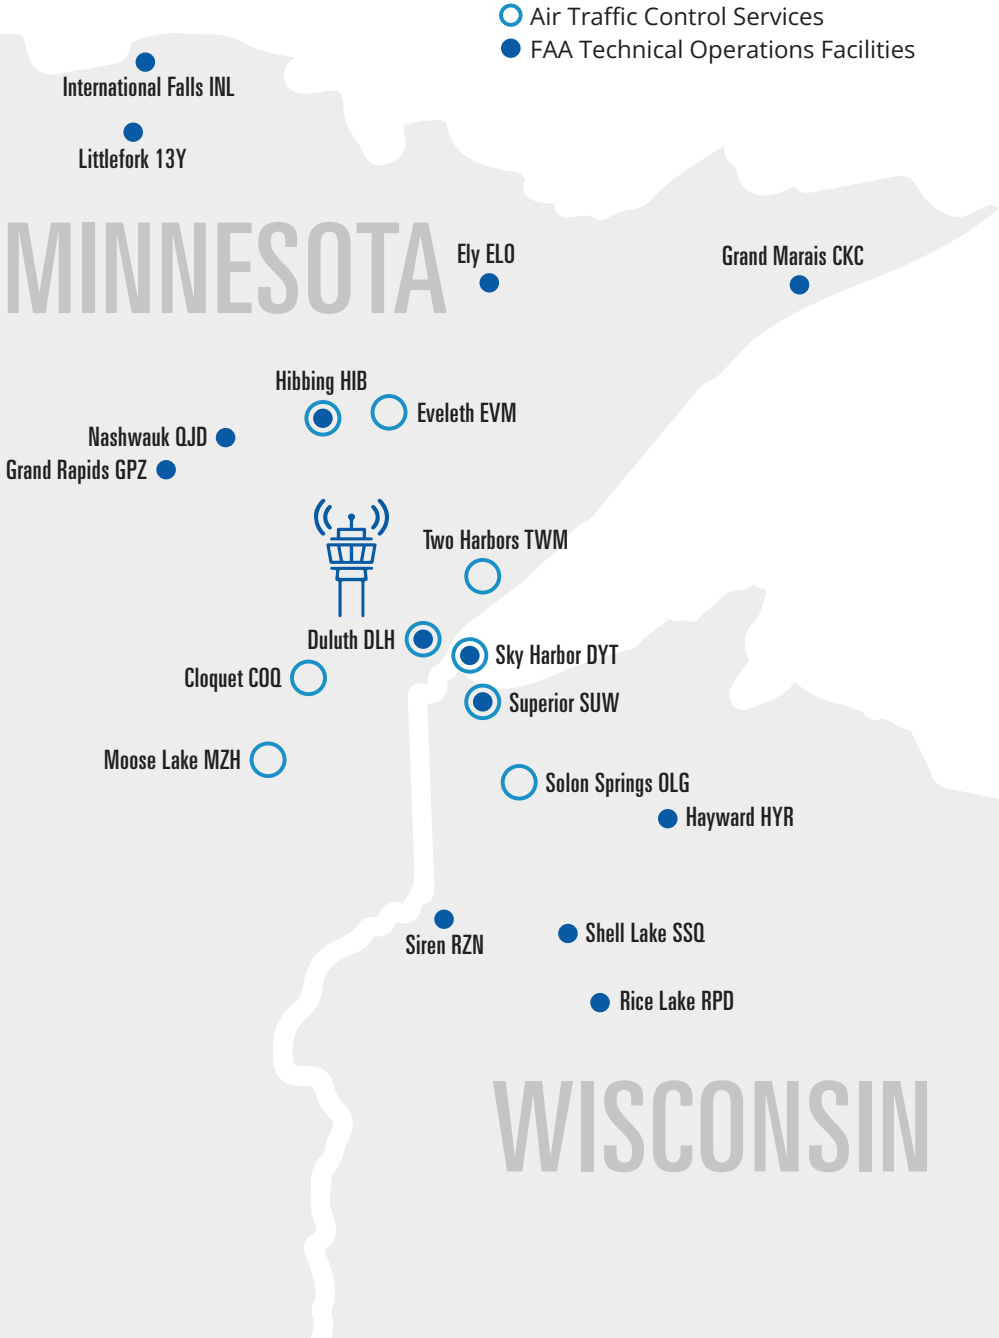 Air Traffic Control Services
FAA Technical Operations Facilities
International Falls INL
Littlefork 13Y
MINNESOTA
Ely ELO
Grand Marais CKC
Hibbing HIB
Eveleth EVM
Nashwauk QJD
Grand Rapids GPZ
Two Harbors TWM
Duluth DLH
Sky Harbor DYT
Cloquet COQ
Superior SUW
Moose Lake MZH
Solon Springs OLG
Hayward HYR
Siren RZN
Shell Lake SSQ
Rice Lake RPD
WISCONSIN